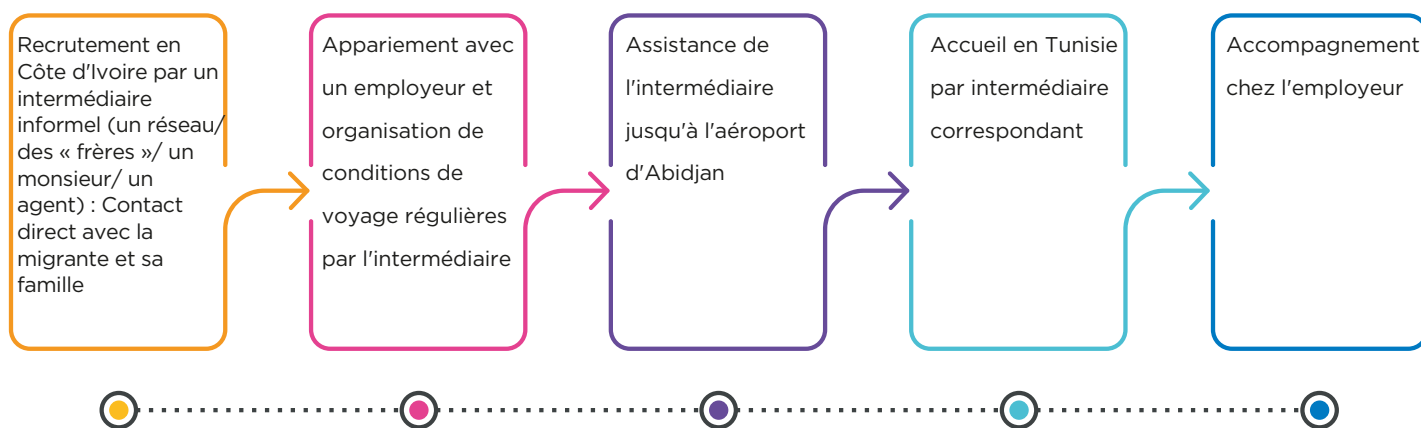 Recrutement en
Côte d'Ivoire par un
intermédiaire
informel (un réseau/
des « frères »/ un
monsieur/ un
agent) : Contact
direct avec la
migrante et sa
famille
Appariement avec
un employeur et
organisation de
conditions de
voyage régulières
par l'intermédiaire
Assistance de
l'intermédiaire
jusqu'à l'aéroport
d'Abidjan
Accueil en Tunisie
par intermédiaire
correspondant
Accompagnement
chez l'employeur